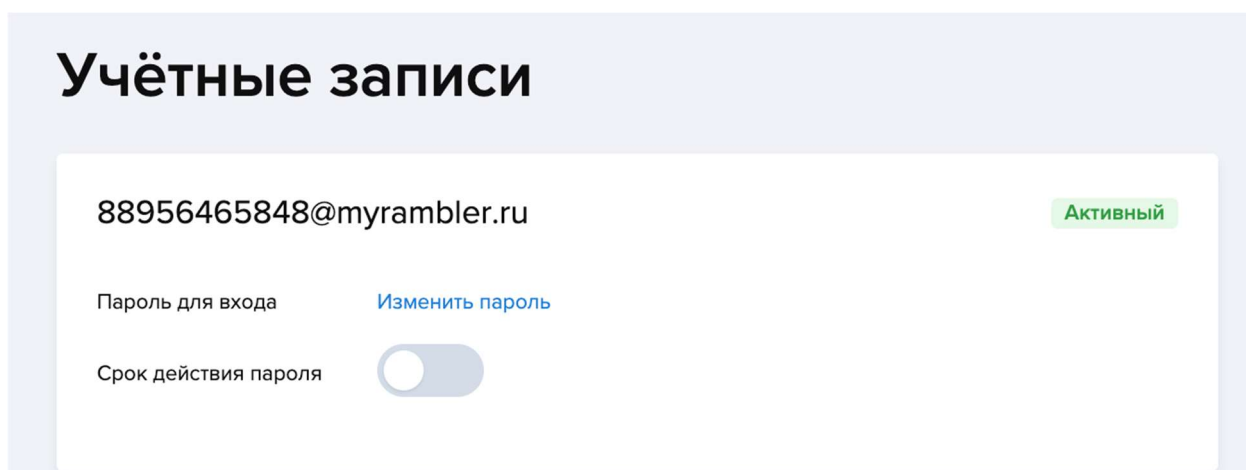 Учётные записи
88956465848@myrambler.ru
Активный
Пароль для входа
Изменить пароль
Срок действия пароля